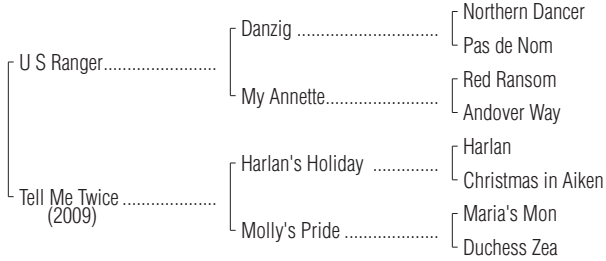 Northern Dancer
Danzig ..................................
Pas de Nom
U S Ranger.......................
Red Ransom
My Annette.......................
Andover Way
Harlan
Harlan's Holiday ...............
Christmas in Aiken
Tell Me Twice ...................
(2009)
Maria's Mon
Molly's Pride ....................
Duchess Zea